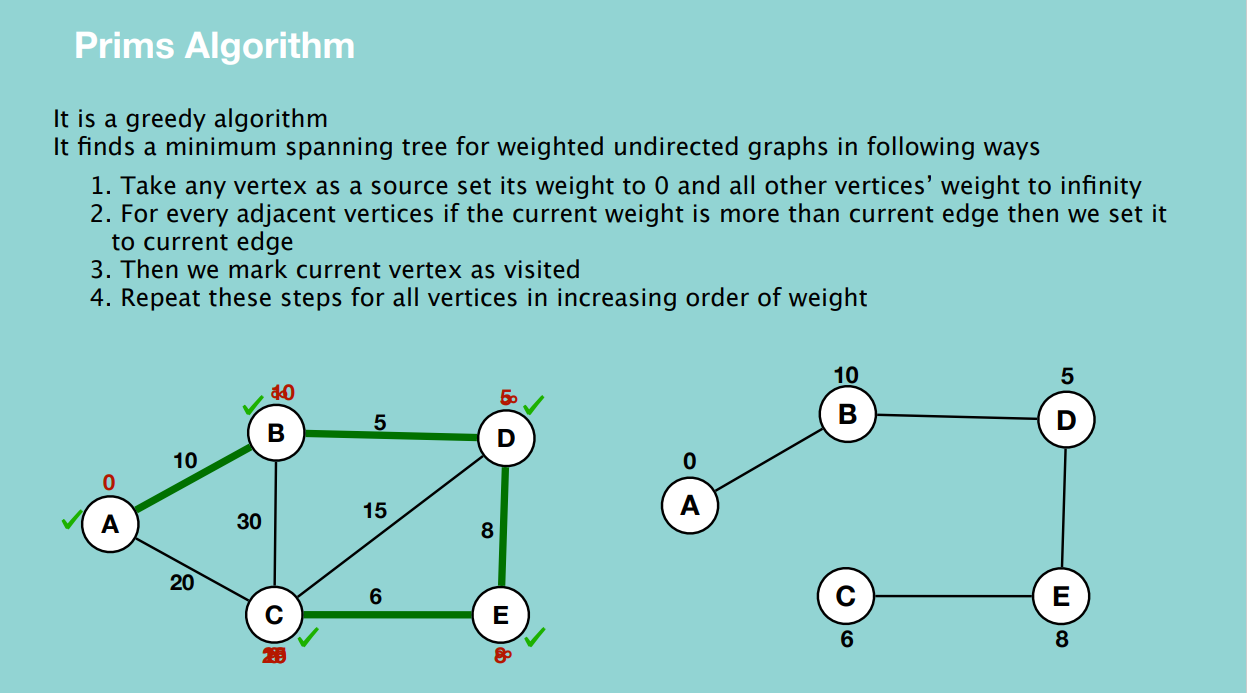 Prims Algorithm
It is a greedy algorithm
It finds a minimum spanning tree for weighted undirected graphs in following ways
1. Take any vertex as a source set its weight to 0 and all other vertices’ weight to infinity
2. For every adjacent vertices if the current weight is more than current edge then we set it
to current edge
3. Then we mark current vertex as visited
4. Repeat these steps for all vertices in increasing order of weight
10
B
5
D
5
10
0
A
30
15
8
20
C
6
E
10
B
5
D
0
A
C
6
E
8